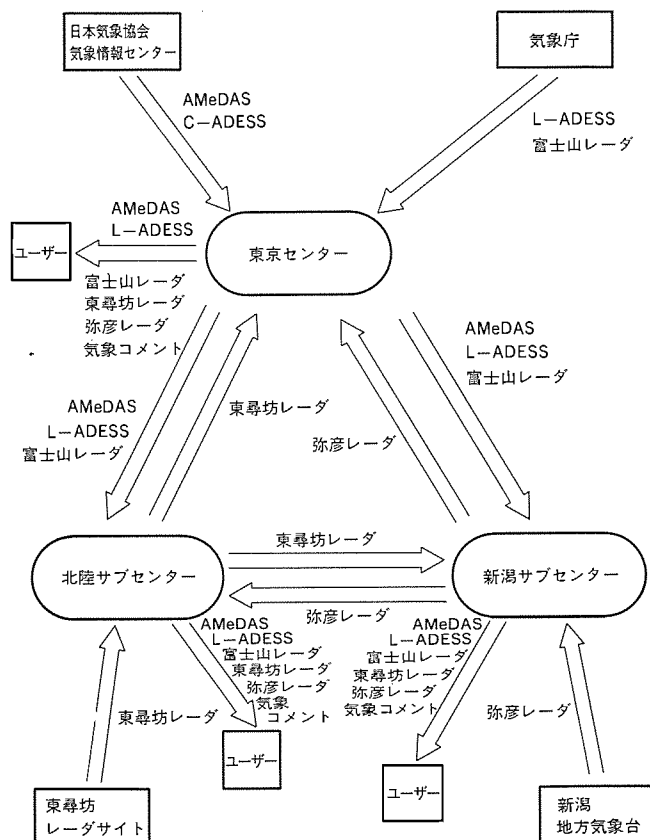 日本気象協会
気象情報センター
気象庁
AMeDAS
C－ADESS
L－ADESS
富士山レーダ
AMeDAS
L－ADESS
ユーザー
東京センター
富士山レーダ
東尋坊レーダ
弥彦レーダ
気象コメント
AMeDAS
L－ADESS
富士山レーダ
AMeDAS
L－ADESS
富士山レーダ
東尋坊レーダ
弥彦レーダ
東尋坊レーダ
北陸サブセンター
新潟サブセンター
弥彦レーダ
AMeDAS
L－ADESS
富士山レーダ
東尋坊レーダ
弥彦レーダ
気象
コメント
AMeDAS
L－ADESS
富士山レーダ
東尋坊レーダ
弥彦レーダ
気象コメント
東尋坊レーダ
弥彦レーダ
ユーザー
ユーザー
東尋坊
レーダサイト
新潟
地方気象台